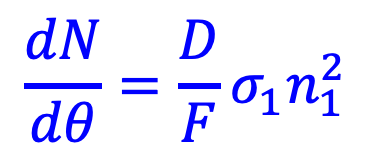 dN/dθ = D/F σ₁n₁²